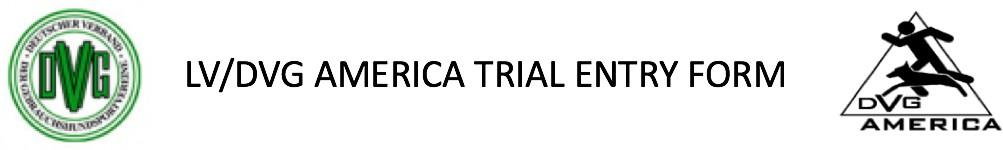 DEUTSCHER VERBAND
DER GEBRAUCHSHUNDSPORTVEREINE
DVG
LV/DVG AMERICA TRIAL ENTRY FORM
DVG
AMERICA